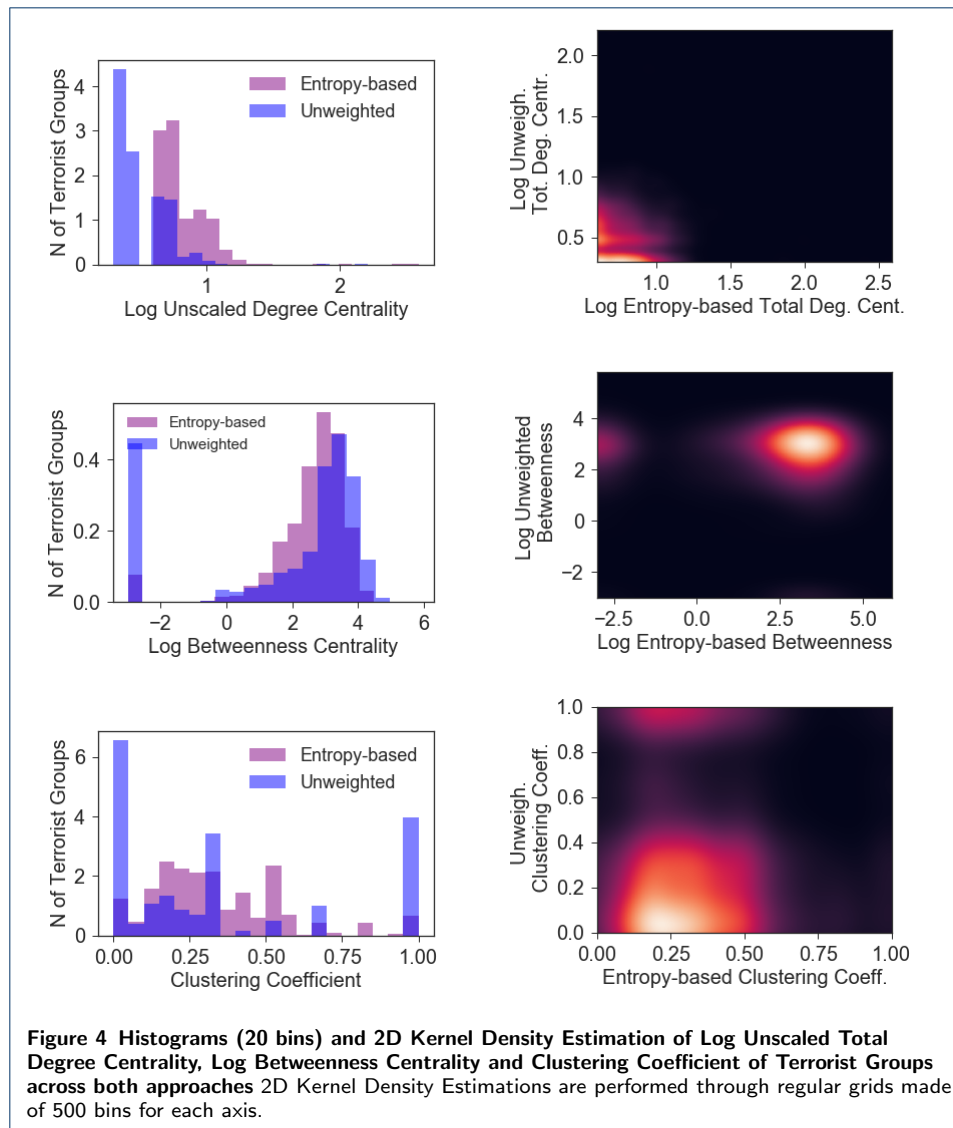 N of Terrorist Groups
4
3
2
1
0
Entropy-based
Unweighted
1
2
Log Unscaled Degree Centrality
Log Unweigh.
Tot. Deg. Centr.
2.0
1.5
1.0
0.5
1.0
1.5
2.0
2.5
Log Entropy-based Total Deg. Cent.
N of Terrorist Groups
0.4
0.2
0.0
Entropy-based
Unweighted
−2
0
2
4
6
Log Betweenness Centrality
Log Unweighted
Betweenness
4
2
0
−2
−2.5
0.0
2.5
5.0
Log Entropy-based Betweenness
N of Terrorist Groups
6
4
2
0
Entropy-based
Unweighted
0.00
0.25
0.50
0.75
1.00
Clustering Coefficient
Unweigh.
Clustering Coeff.
1.0
0.8
0.6
0.4
0.2
0.0
0.00
0.25
0.50
0.75
1.00
Entropy-based Clustering Coeff.
Figure 4 Histograms (20 bins) and 2D Kernel Density Estimation of Log Unscaled Total
Degree Centrality, Log Betweenness Centrality and Clustering Coefficient of Terrorist Groups
across both approaches 2D Kernel Density Estimations are performed through regular grids made
of 500 bins for each axis.